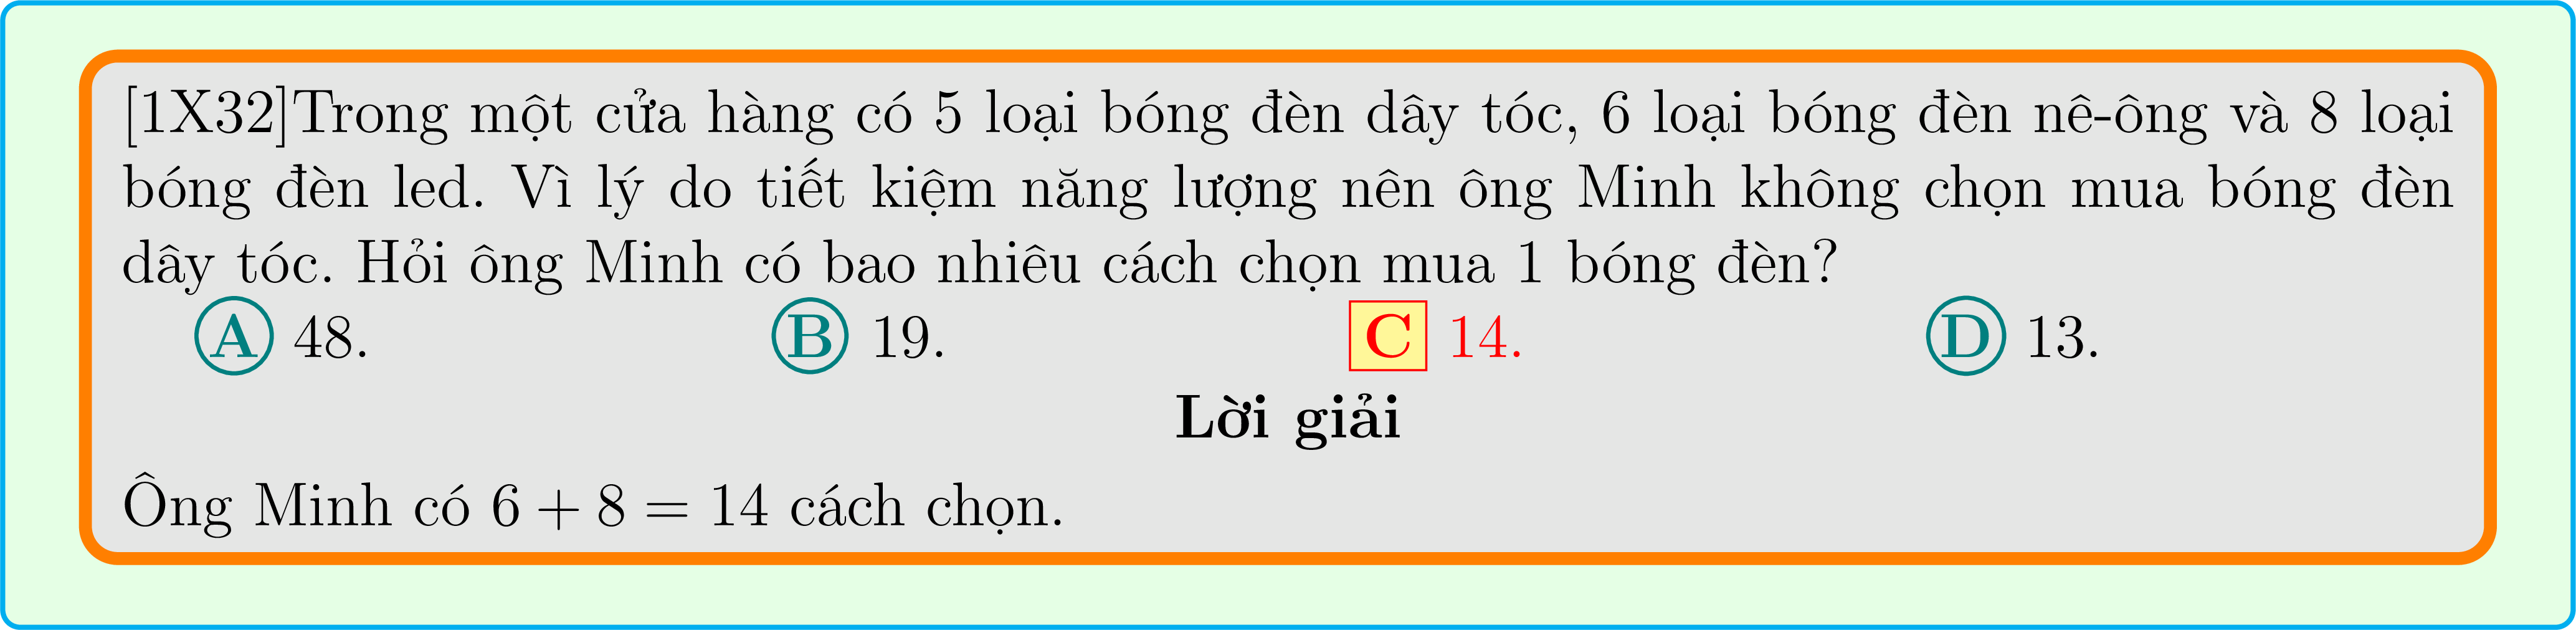 [1X32]Trong một cửa hàng có 5 loại bóng đèn dây tóc, 6 loại bóng đèn nê-ông và 8 loại
bóng đèn led. Vì lý do tiết kiệm năng lượng nên ông Minh không chọn mua bóng đèn
dây tóc. Hỏi ông Minh có bao nhiêu cách chọn mua 1 bóng đèn?
A 48. B 19. C 14. D 13.
Lời giải
Ông Minh có 6 + 8 = 14 cách chọn.